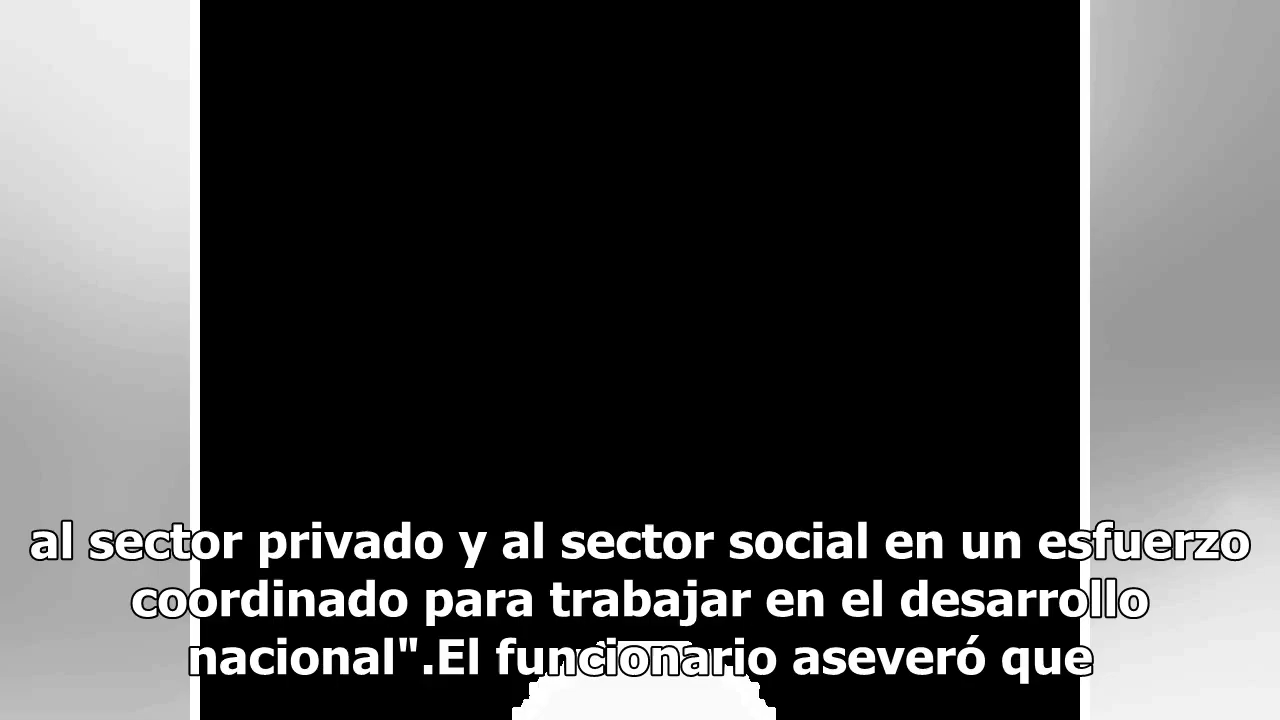 al sector privado y al sector social en un esfuerzo
coordinado para trabajar en el desarrollo
nacional".El funcionario aseveró que